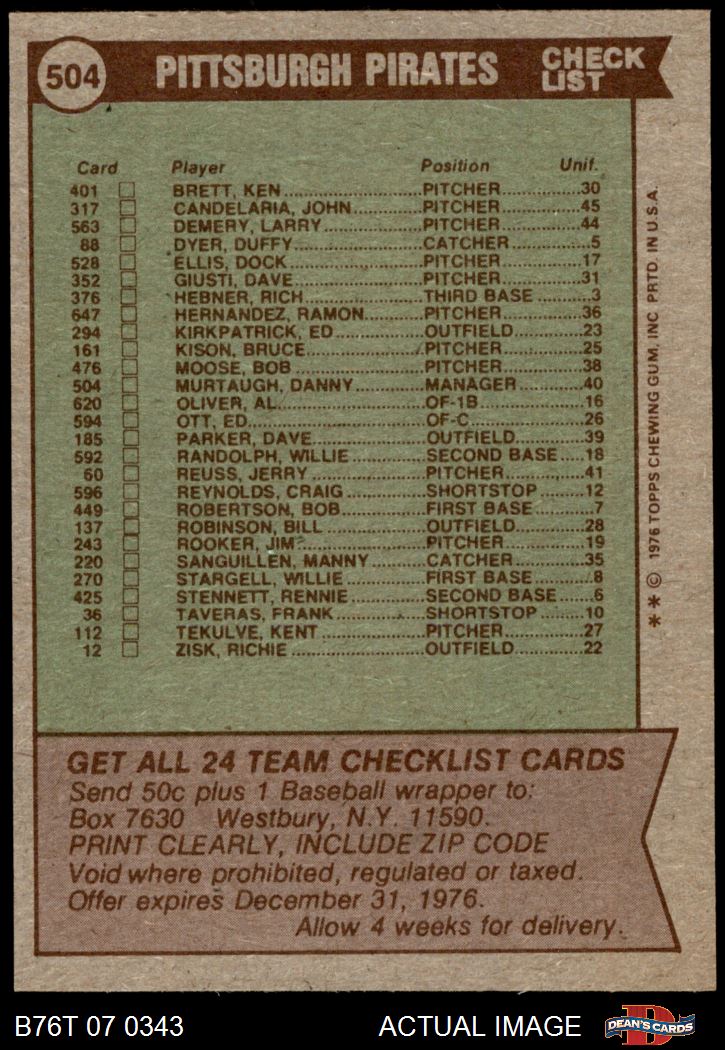 504 PITTSBURGH PIRATES CHECK LIST
Card Player Position Unif.
401 BRETT, KEN PITCHER 30
317 CANDELARIA, JOHN PITCHER 45
563 DEMERY, LARRY PITCHER 44
88 DYER, DUFFY CATCHER 5
528 ELLIS, DOCK PITCHER 17
352 GIUSTI, DAVE PITCHER 31
376 HEBNER, RICH THIRD BASE 3
647 HERNANDEZ, RAMON PITCHER 36
294 KIRKPATRICK, ED OUTFIELD 23
161 KISON, BRUCE PITCHER 25
476 MOOSE, BOB PITCHER 38
504 MURTAUGH, DANNY MANAGER 40
620 OLIVER, AL OF-1B 16
594 OTT, ED OF-C 26
185 PARKER, DAVE OUTFIELD 39
592 RANDOLPH, WILLIE SECOND BASE 18
60 REUSS, JERRY PITCHER 41
596 REYNOLDS, CRAIG SHORTSTOP 12
449 ROBERTSON, BOB FIRST BASE 7
137 ROBINSON, BILL OUTFIELD 28
243 ROOKER, JIM PITCHER 19
220 SANGUILLEN, MANNY CATCHER 35
270 STARGELL, WILLIE FIRST BASE 8
425 STENNETT, RENNIE SECOND BASE 6
36 TAVERAS, FRANK SHORTSTOP 10
112 TEKULVE, KENT PITCHER 27
12 ZISK, RICHIE OUTFIELD 22
* * © 1976 TOPPS CHEWING GUM, INC. PRTD. IN U.S.A.
GET ALL 24 TEAM CHECKLIST CARDS
Send 50c plus 1 Baseball wrapper to:
Box 7630 Westbury, N.Y. 11590.
PRINT CLEARLY, INCLUDE ZIP CODE
Void where prohibited, regulated or taxed.
Offer expires December 31, 1976.
Allow 4 weeks for delivery.
B76T 07 0343 ACTUAL IMAGE D DEAN'S CARDS